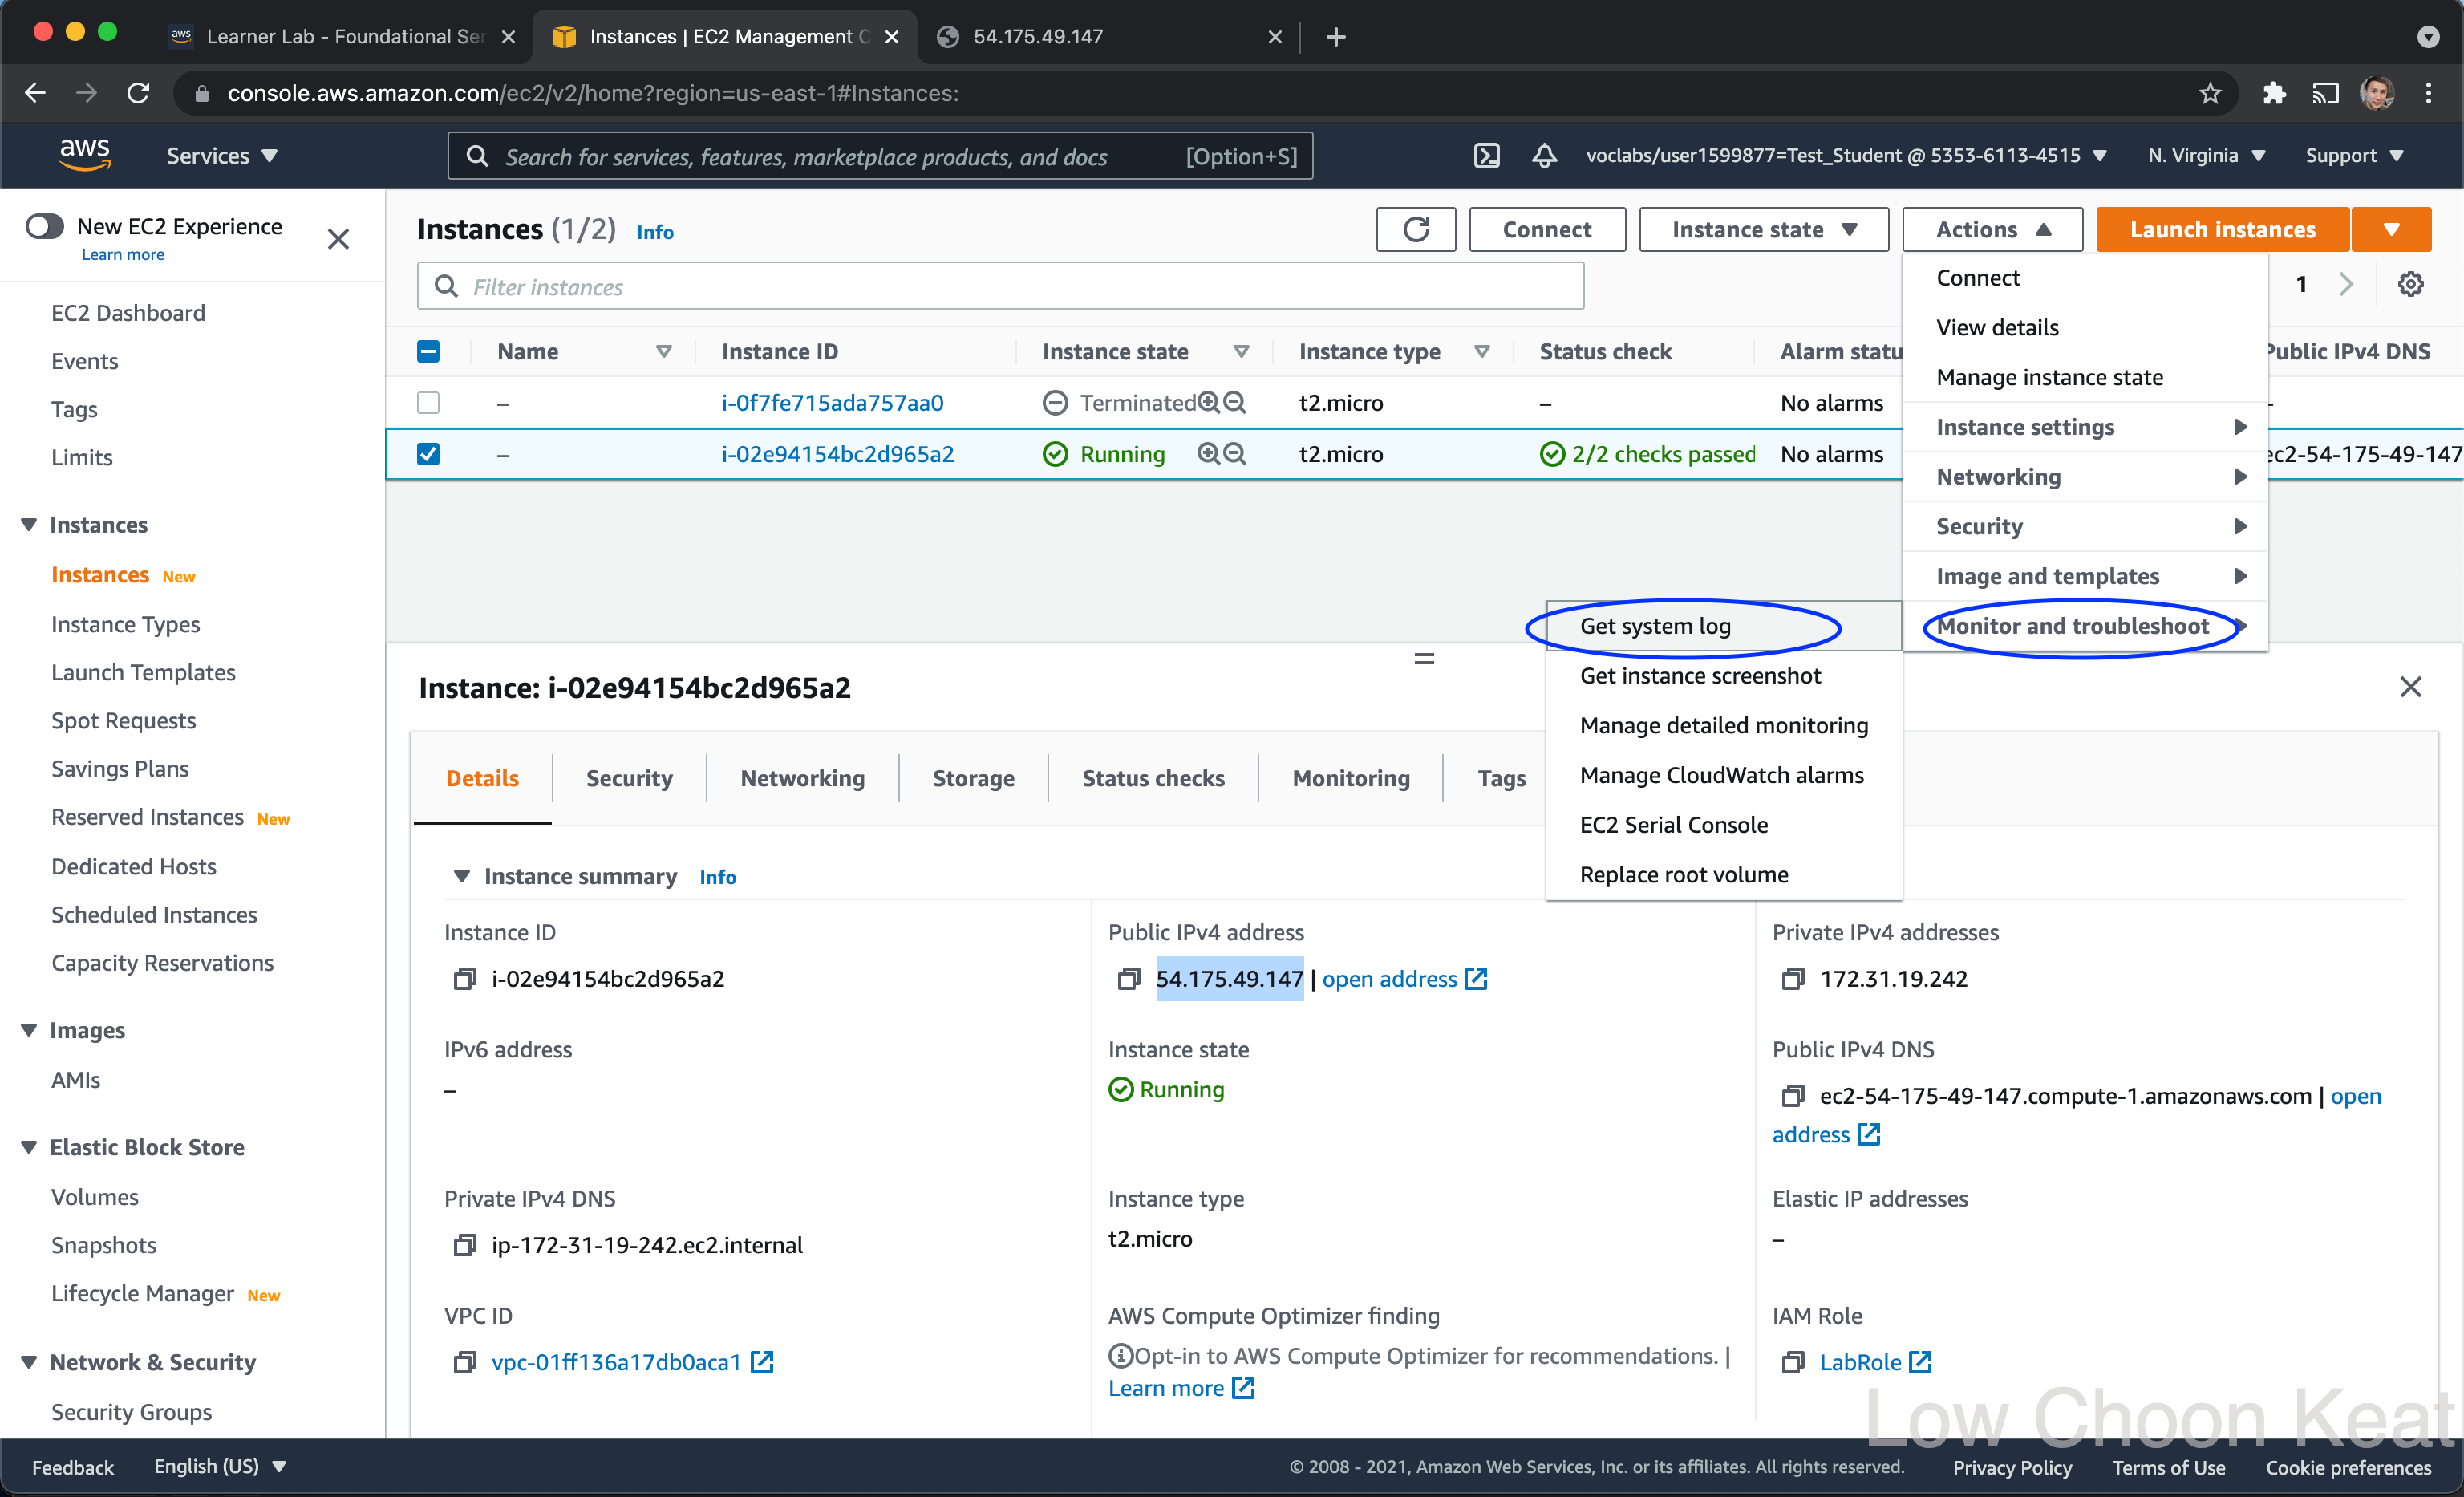 aws Learner Lab - Foundational Ser
Instances | EC2 Management C
54.175.49.147
console.aws.amazon.com/ec2/v2/home?region=us-east-1#Instances:
aws
Services
Search for services, features, marketplace products, and docs [Option+S]
voclabs/user1599877=Test_Student @ 5353-6113-4515
N. Virginia
Support
New EC2 Experience
Learn more
EC2 Dashboard
Events
Tags
Limits
Instances
Instances New
Instance Types
Launch Templates
Spot Requests
Savings Plans
Reserved Instances New
Dedicated Hosts
Scheduled Instances
Capacity Reservations
Images
AMIs
Elastic Block Store
Volumes
Snapshots
Lifecycle Manager New
Network & Security
Security Groups
Instances (1/2) Info
Connect
Instance state
Actions
Launch instances
Filter instances
1
Name Instance ID Instance state Instance type Status check Alarm statu Public IPv4 DNS
– i-0f7fe715ada757aa0 Terminated t2.micro – No alarms –
– i-02e94154bc2d965a2 Running t2.micro 2/2 checks passed No alarms ec2-54-175-49-147
Connect
View details
Manage instance state
Instance settings
Networking
Security
Image and templates
Monitor and troubleshoot
Get system log
Get instance screenshot
Manage detailed monitoring
Manage CloudWatch alarms
EC2 Serial Console
Replace root volume
Instance: i-02e94154bc2d965a2
Details Security Networking Storage Status checks Monitoring Tags
Instance summary Info
Instance ID
i-02e94154bc2d965a2
Public IPv4 address
54.175.49.147 | open address
Private IPv4 addresses
172.31.19.242
IPv6 address
–
Instance state
Running
Public IPv4 DNS
ec2-54-175-49-147.compute-1.amazonaws.com | open
address
Private IPv4 DNS
ip-172-31-19-242.ec2.internal
Instance type
t2.micro
Elastic IP addresses
–
VPC ID
vpc-01ff136a17db0aca1
AWS Compute Optimizer finding
Opt-in to AWS Compute Optimizer for recommendations. |
Learn more
IAM Role
LabRole
Low Choon Keat
Feedback
English (US)
© 2008 - 2021, Amazon Web Services, Inc. or its affiliates. All rights reserved.
Privacy Policy
Terms of Use
Cookie preferences